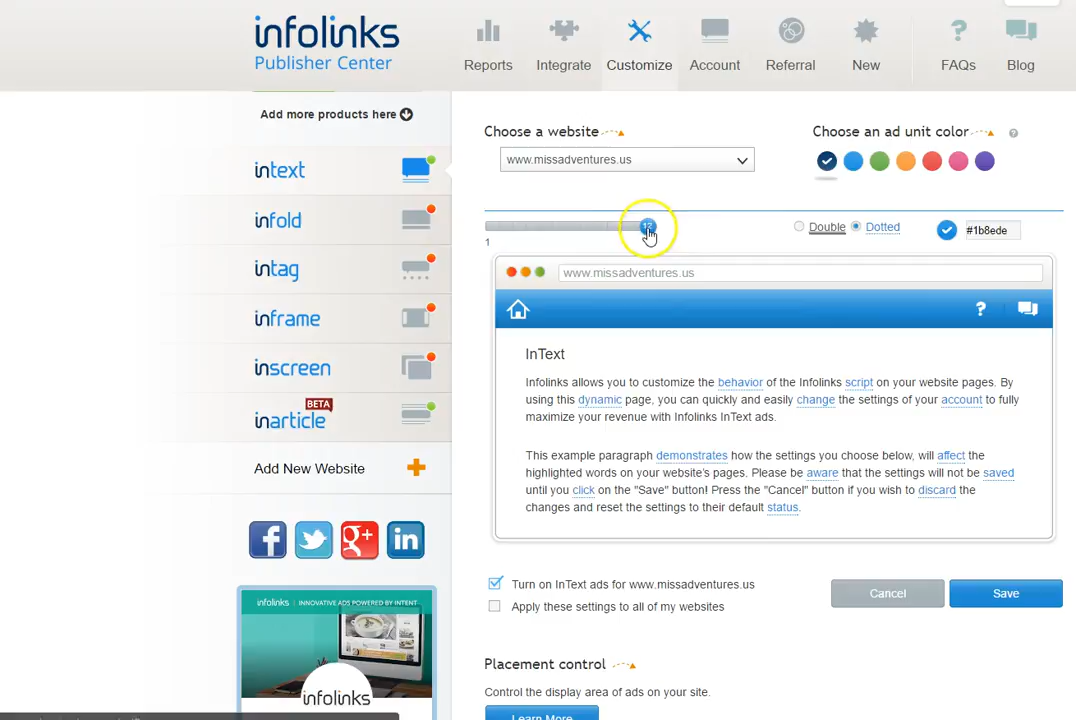 infolinks
Publisher Center
Reports
Integrate
Customize
Account
Referral
New
FAQs
Blog
Add more products here
intext
infold
intag
inframe
inscreen
BETA
inarticle
Add New Website
Choose a website
www.missadventures.us
Choose an ad unit color
?
1
Double
Dotted
#1b8ede
www.missadventures.us
?
InText
Infolinks allows you to customize the behavior of the Infolinks script on your website pages. By
using this dynamic page, you can quickly and easily change the settings of your account to fully
maximize your revenue with Infolinks InText ads.
This example paragraph demonstrates how the settings you choose below, will affect the
highlighted words on your website's pages. Please be aware that the settings will not be saved
until you click on the "Save" button! Press the "Cancel" button if you wish to discard the
changes and reset the settings to their default status.
Turn on InText ads for www.missadventures.us
Apply these settings to all of my websites
Cancel
Save
Placement control
Control the display area of ads on your site.
Learn More
infolinks | INNOVATIVE ADS POWERED BY INTENT
infolinks